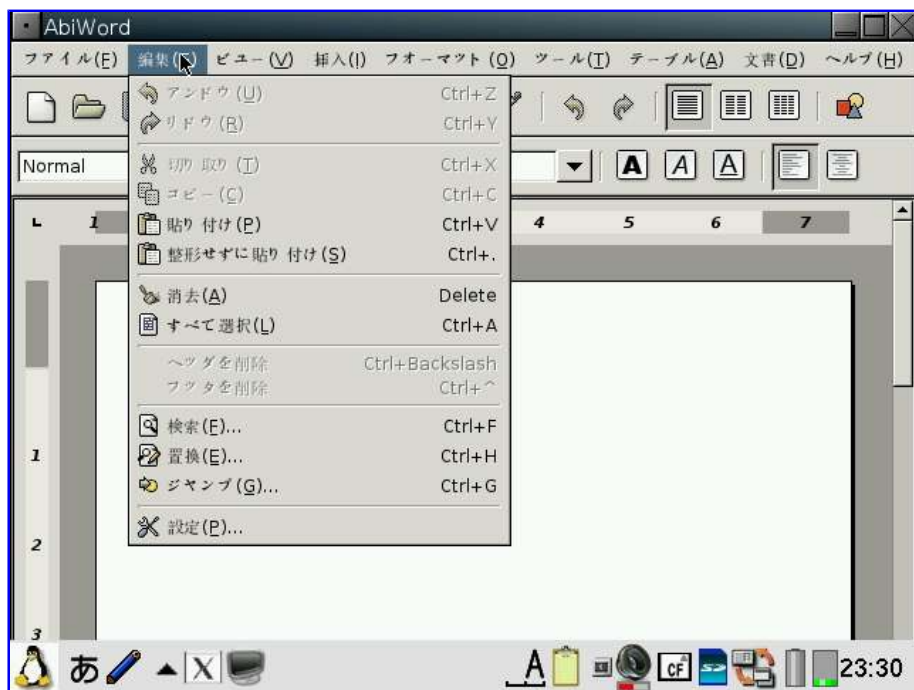 AbiWord
ファイル(F) 編集(E) ビュー(V) 挿入(I) フォーマット(O) ツール(T) テーブル(A) 文書(D) ヘルプ(H)
アンドウ(U) Ctrl+Z
リドウ(R) Ctrl+Y
切り取り(T) Ctrl+X
コピー(C) Ctrl+C
貼り付け(P) Ctrl+V
整形せずに貼り付け(S) Ctrl+.
消去(A) Delete
すべて選択(L) Ctrl+A
ヘッダを削除 Ctrl+Backslash
フッタを削除 Ctrl+^
検索(F)... Ctrl+F
置換(E)... Ctrl+H
ジャンプ(G)... Ctrl+G
設定(P)...
Normal
A A A
1 4 5 6 7
1
2
3
あ X A CF 23:30